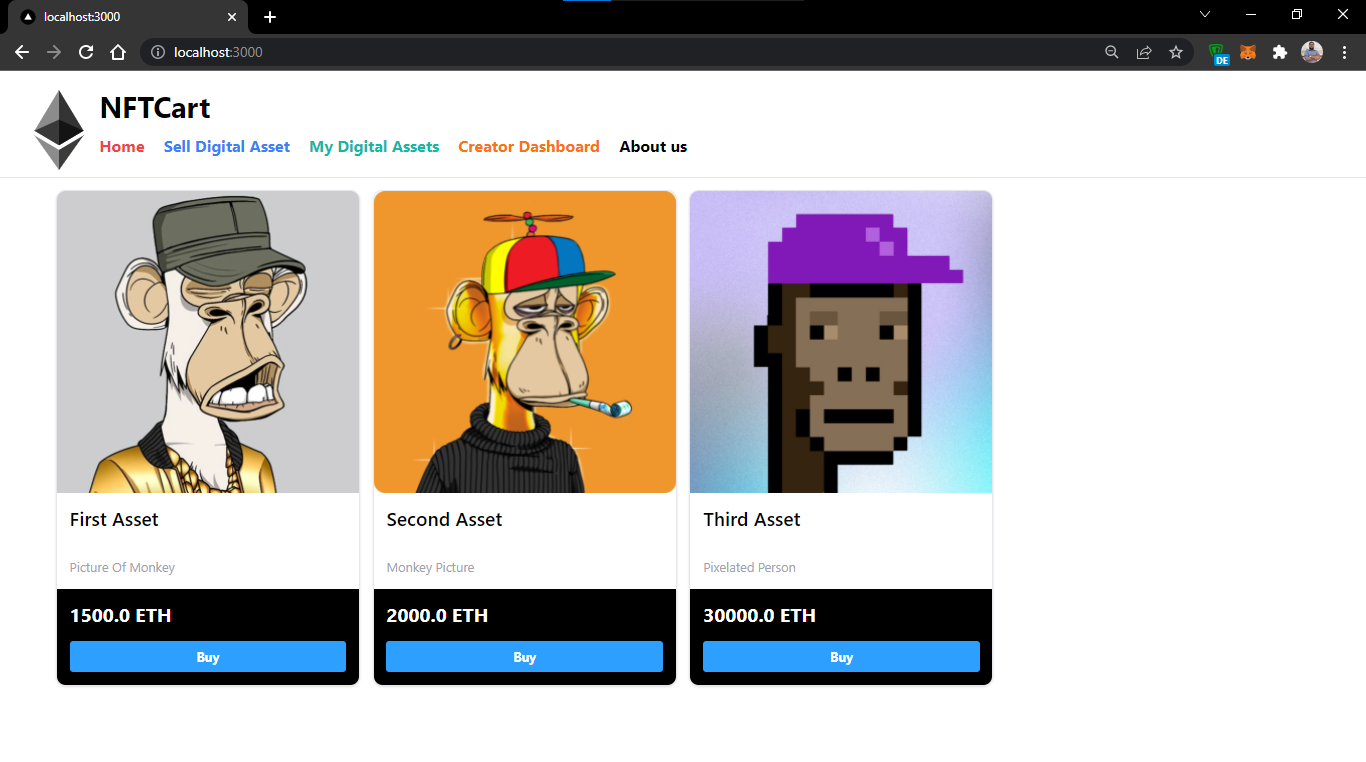 localhost:3000
localhost:3000
DE
NFTCart
Home Sell Digital Asset My Digital Assets Creator Dashboard About us
First Asset
Picture Of Monkey
1500.0 ETH
Buy
Second Asset
Monkey Picture
2000.0 ETH
Buy
Third Asset
Pixelated Person
30000.0 ETH
Buy